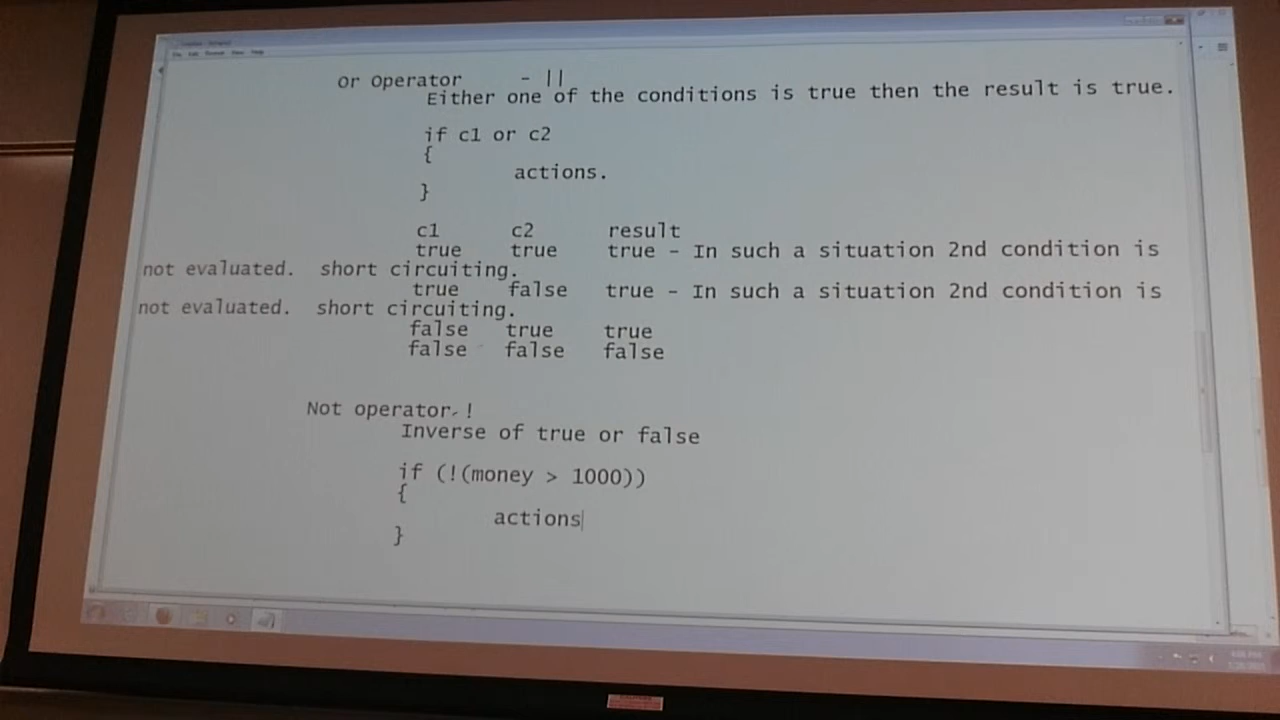 or Operator - ||
Either one of the conditions is true then the result is true.
if c1 or c2
{
actions.
}
c1 c2 result
true true true - In such a situation 2nd condition is
not evaluated. short circuiting.
true false true - In such a situation 2nd condition is
not evaluated. short circuiting.
false true true
false false false
Not operator- !
Inverse of true or false
if (!(money > 1000))
{
actions
}